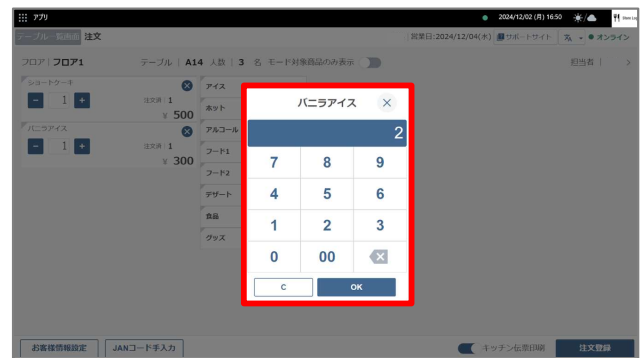 アプリ
2024/12/02 (月) 16:50
テーブル一覧画面 注文
営業日:2024/12/04(水) サポートサイト オンライン
フロア | フロア1 テーブル | A14 人数 | 3 名 モード対象商品のみ表示 担当者 |
ショートケーキ
- 1 +
注文済 : 1
¥ 500
バニラアイス
- 1 +
注文済 : 1
¥ 300
アイス
ホット
アルコール
フード1
フード2
デザート
食品
グッズ
バニラアイス ×
2
7 8 9
4 5 6
1 2 3
0 00
C OK
お客様情報設定 JANコード手入力 キッチン伝票印刷 注文登録